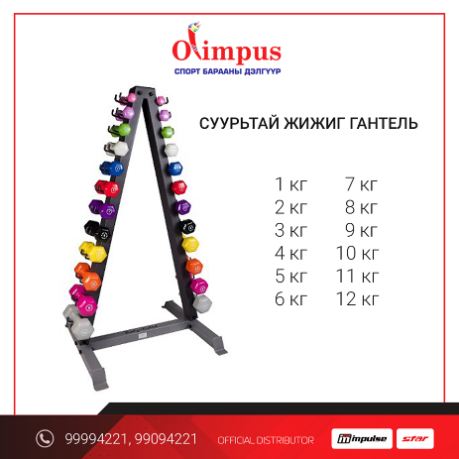 Olimpus
СПОРТ БАРААНЫ ДЭЛГҮҮР
СУУРЬТАЙ ЖИЖИГ ГАНТЕЛЬ
1 кг 7 кг
2 кг 8 кг
3 кг 9 кг
4 кг 10 кг
5 кг 11 кг
6 кг 12 кг
99994221, 99094221
OFFICIAL DISTRIBUTOR
inpulse
star